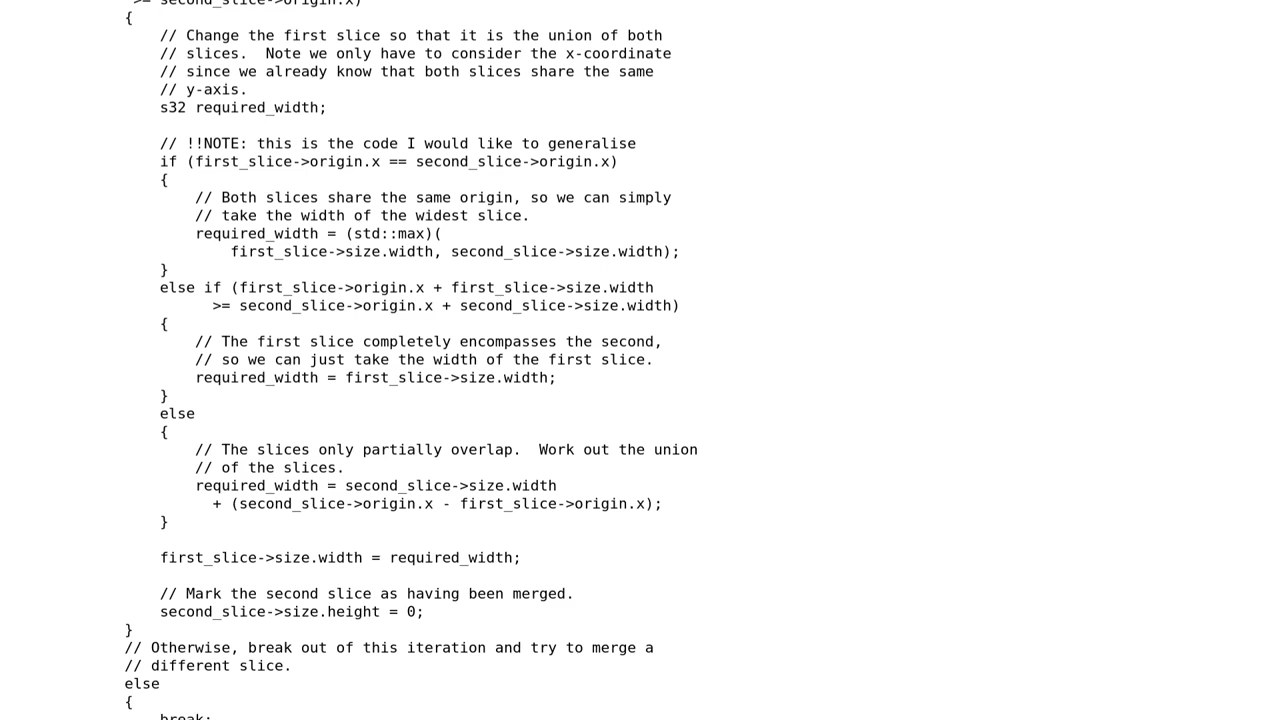 >= second_slice->origin.x)
{
// Change the first slice so that it is the union of both
// slices.  Note we only have to consider the x-coordinate
// since we already know that both slices share the same
// y-axis.
s32 required_width;
// !!NOTE: this is the code I would like to generalise
if (first_slice->origin.x == second_slice->origin.x)
{
// Both slices share the same origin, so we can simply
// take the width of the widest slice.
required_width = (std::max)(
first_slice->size.width, second_slice->size.width);
}
else if (first_slice->origin.x + first_slice->size.width
>= second_slice->origin.x + second_slice->size.width)
{
// The first slice completely encompasses the second,
// so we can just take the width of the first slice.
required_width = first_slice->size.width;
}
else
{
// The slices only partially overlap.  Work out the union
// of the slices.
required_width = second_slice->size.width
+ (second_slice->origin.x - first_slice->origin.x);
}
first_slice->size.width = required_width;
// Mark the second slice as having been merged.
second_slice->size.height = 0;
}
// Otherwise, break out of this iteration and try to merge a
// different slice.
else
{
break;